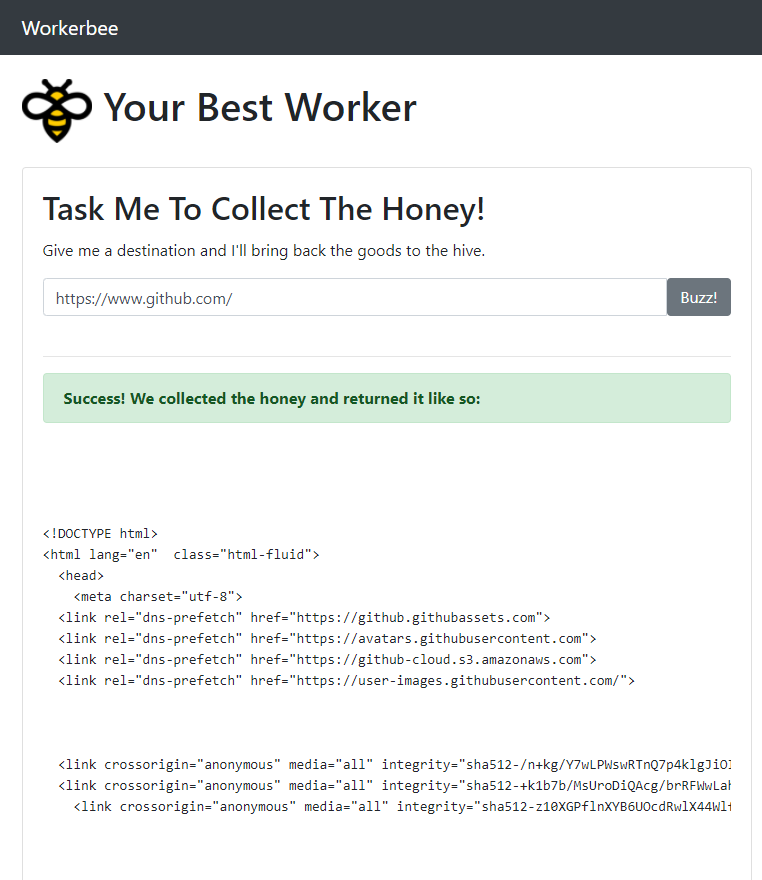 Workerbee
Your Best Worker
Task Me To Collect The Honey!
Give me a destination and I'll bring back the goods to the hive.
https://www.github.com/ Buzz!
Success! We collected the honey and returned it like so:
<!DOCTYPE html>
<html lang="en"  class="html-fluid">
  <head>
    <meta charset="utf-8">
  <link rel="dns-prefetch" href="https://github.githubassets.com">
  <link rel="dns-prefetch" href="https://avatars.githubusercontent.com">
  <link rel="dns-prefetch" href="https://github-cloud.s3.amazonaws.com">
  <link rel="dns-prefetch" href="https://user-images.githubusercontent.com/">
  <link crossorigin="anonymous" media="all" integrity="sha512-/n+kg/Y7wLPWswRTnQ7p4klgJiO
  <link crossorigin="anonymous" media="all" integrity="sha512-+k1b7b/MsUroDiQAcg/brRFWwLa
    <link crossorigin="anonymous" media="all" integrity="sha512-z10XGPflnXYB6UOcdRwlX44Wl